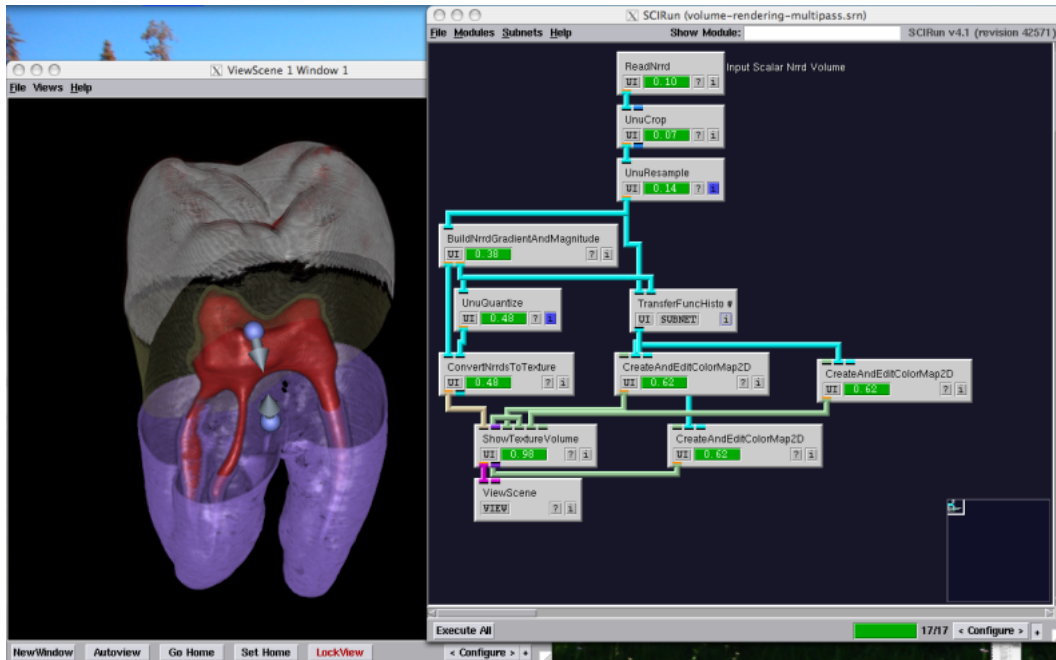 SCIRun (volume-rendering-multipass.srn)
File Modules Subnets Help
Show Module:
SCIRun v4.1 (revision 42571)
ViewScene 1 Window 1
File Views Help
ReadNrrd
Input Scalar Nrrd Volume
UI 0.10 ? i
UnuCrop
UI 0.07 ? i
UnuResample
UI 0.14 ? i
BuildNrrdGradientAndMagnitude
UI 0.38 ? i
UnuQuantize
UI 0.48 ? i
TransferFuncHisto #
UI SUBNET i
ConvertNrrdsToTexture
UI 0.48 ? i
CreateAndEditColorMap2D
UI 0.62 ? i
CreateAndEditColorMap2D
UI 0.62 ? i
ShowTextureVolume
UI 0.98 ? i
CreateAndEditColorMap2D
UI 0.62 ? i
ViewScene
VIEW ? i
Execute All
17/17 < Configure > +
NewWindow Autoview Go Home Set Home LockView < Configure > +